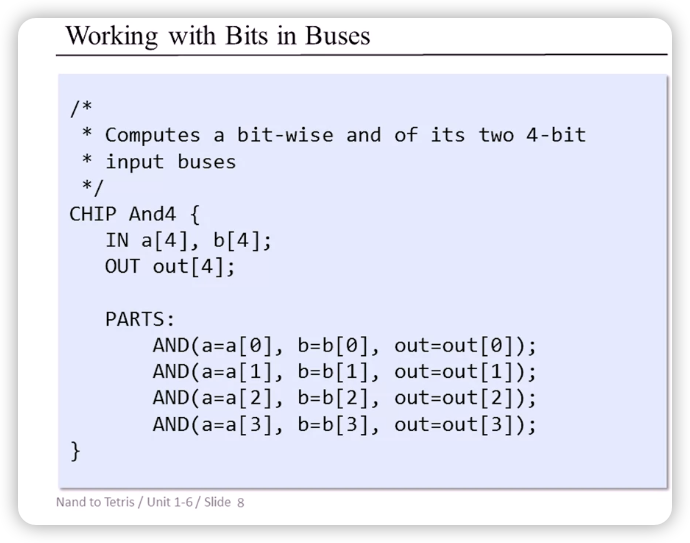 Working with Bits in Buses
/*
 * Computes a bit-wise and of its two 4-bit
 * input buses
 */
CHIP And4 {
   IN a[4], b[4];
   OUT out[4];

   PARTS:
       AND(a=a[0], b=b[0], out=out[0]);
       AND(a=a[1], b=b[1], out=out[1]);
       AND(a=a[2], b=b[2], out=out[2]);
       AND(a=a[3], b=b[3], out=out[3]);
}
Nand to Tetris / Unit 1-6 / Slide 8